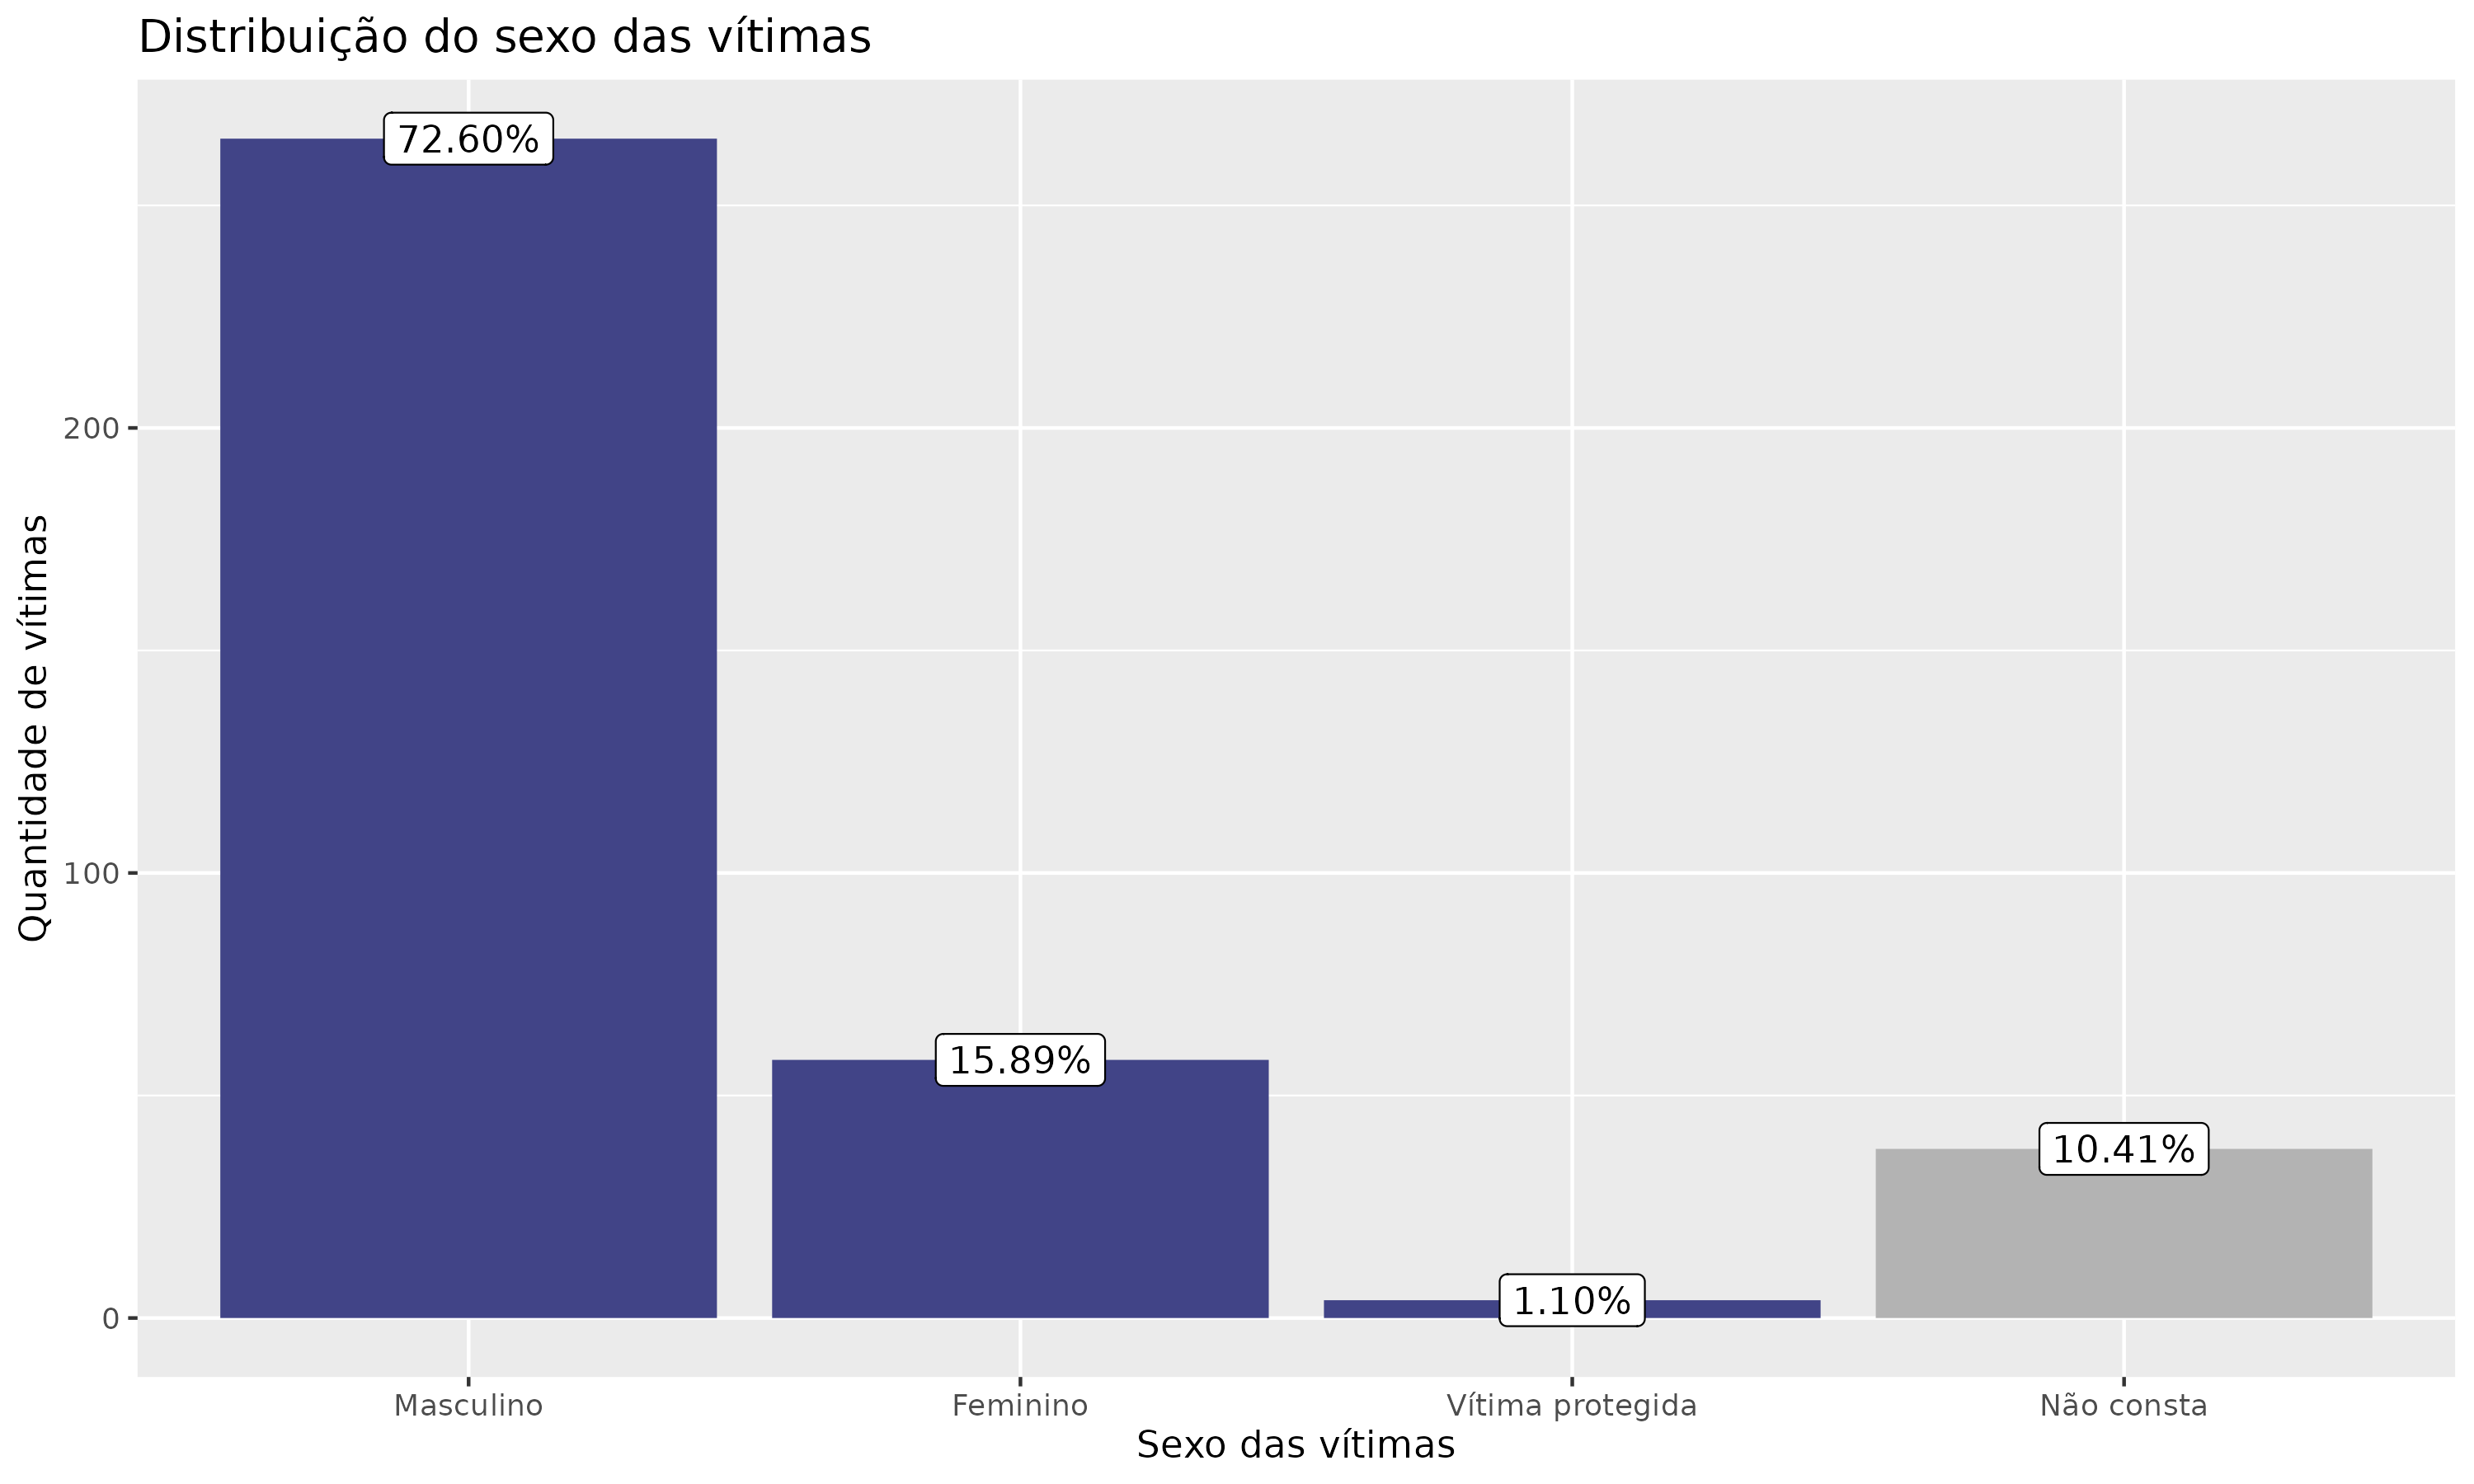 Distribuição do sexo das vítimas
72.60%
200
Quantidade de vítimas
100
15.89%
10.41%
1.10%
0
Masculino
Feminino
Vítima protegida
Não consta
Sexo das vítimas